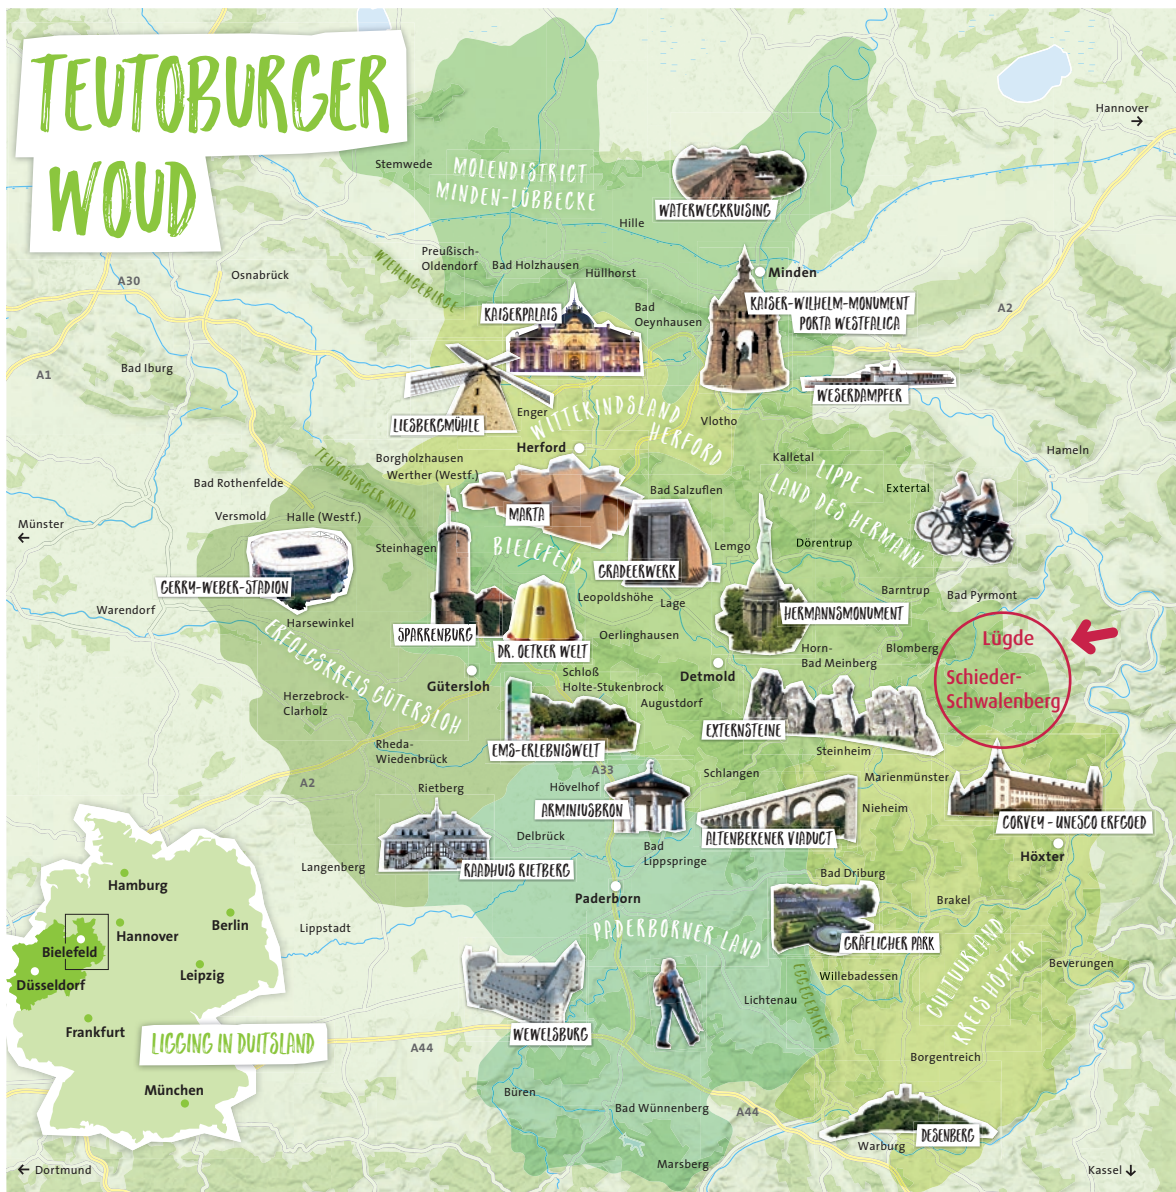 TEUTOBURGER
WOUD
Hannover
→
Stemwede
MOLENDISTRICT
MINDEN-LÜBBECKE
WATERWEGKRUISING
Hille
Preußisch-
Oldendorf
Bad Holzhausen
Hüllhorst
WIEHENGEBIRGE
Osnabrück
A30
Minden
KAISERPALAIS
Bad
Oeynhausen
KAISER-WILHELM-MONUMENT
PORTA WESTFALICA
A2
A1
Bad Iburg
WESERDAMPFER
LIESBERGMÜHLE
Enger
WITTEKINDSLAND
HERFORD
Vlotho
Herford
Hameln
Borgholzhausen
Werther (Westf.)
TEUTOBURGER WALD
Kalletal
LIPPE –
LAND DES HERMANN
Extertal
Bad Rothenfelde
Bad Salzuflen
Münster
←
Versmold
Halle (Westf.)
MARTA
Steinhagen
BIELEFELD
Lemgo
Dörentrup
GRADEERWERK
GERRY-WEBER-STADION
Leopoldshöhe
Lage
Barntrup
Bad Pyrmont
Warendorf
HERMANNSMONUMENT
Harsewinkel
ERFOLGSKREIS GÜTERSLOH
SPARRENBURG
DR. OETKER WELT
Oerlinghausen
Lügde
Horn-
Bad Meinberg
Blomberg
Schieder-
Schwalenberg
Gütersloh
Schloß
Holte-Stukenbrock
Detmold
Herzebrock-
Clarholz
Augustdorf
EXTERNSTEINE
Rheda-
Wiedenbrück
EMS-ERLEBNISWELT
Steinheim
A33
Schlangen
Marienmünster
A2
Rietberg
Hövelhof
ARMINIUSBRON
Nieheim
CORVEY – UNESCO ERFGOED
Delbrück
ALTENBEKENER VIADUCT
Bad
Lippspringe
Höxter
Langenberg
RAADHUIS RIETBERG
Bad Driburg
Hamburg
Paderborn
Brakel
Berlin
Hannover
Lippstadt
PADERBORNER LAND
GRÄFLICHER PARK
CULTUURLAND
KREIS HÖXTER
Bielefeld
Beverungen
Leipzig
Düsseldorf
EGGEGEBIRGE
Willebadessen
Lichtenau
Frankfurt
LIGGING IN DUITSLAND
WEWELSBURG
A44
Borgentreich
München
Büren
Bad Wünnenberg
A44
DESENBERG
Warburg
← Dortmund
Marsberg
Kassel ↓